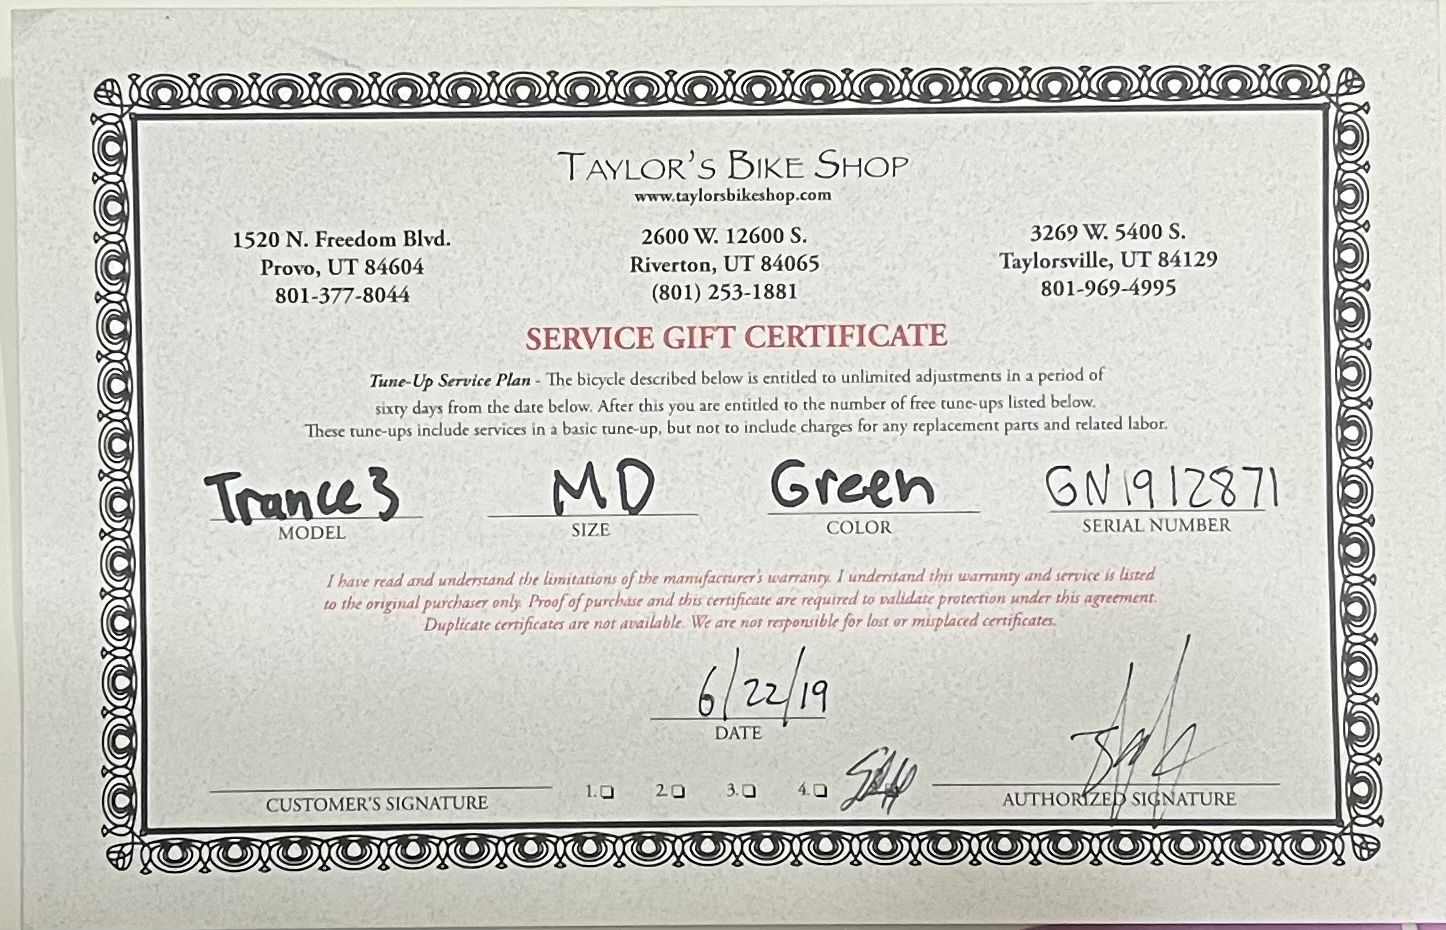 TAYLOR'S BIKE SHOP
www.taylorsbikeshop.com
1520 N. Freedom Blvd.
Provo, UT 84604
801-377-8044
2600 W. 12600 S.
Riverton, UT 84065
(801) 253-1881
3269 W. 5400 S.
Taylorsville, UT 84129
801-969-4995
SERVICE GIFT CERTIFICATE
Tune-Up Service Plan - The bicycle described below is entitled to unlimited adjustments in a period of
sixty days from the date below. After this you are entitled to the number of free tune-ups listed below.
These tune-ups include services in a basic tune-up, but not to include charges for any replacement parts and related labor.
Trance 3 MD Green GN1912871
MODEL SIZE COLOR SERIAL NUMBER
I have read and understand the limitations of the manufacturer's warranty. I understand this warranty and service is listed
to the original purchaser only. Proof of purchase and this certificate are required to validate protection under this agreement.
Duplicate certificates are not available. We are not responsible for lost or misplaced certificates.
6/22/19
DATE
CUSTOMER'S SIGNATURE 1. 2 3. 4. AUTHORIZED SIGNATURE